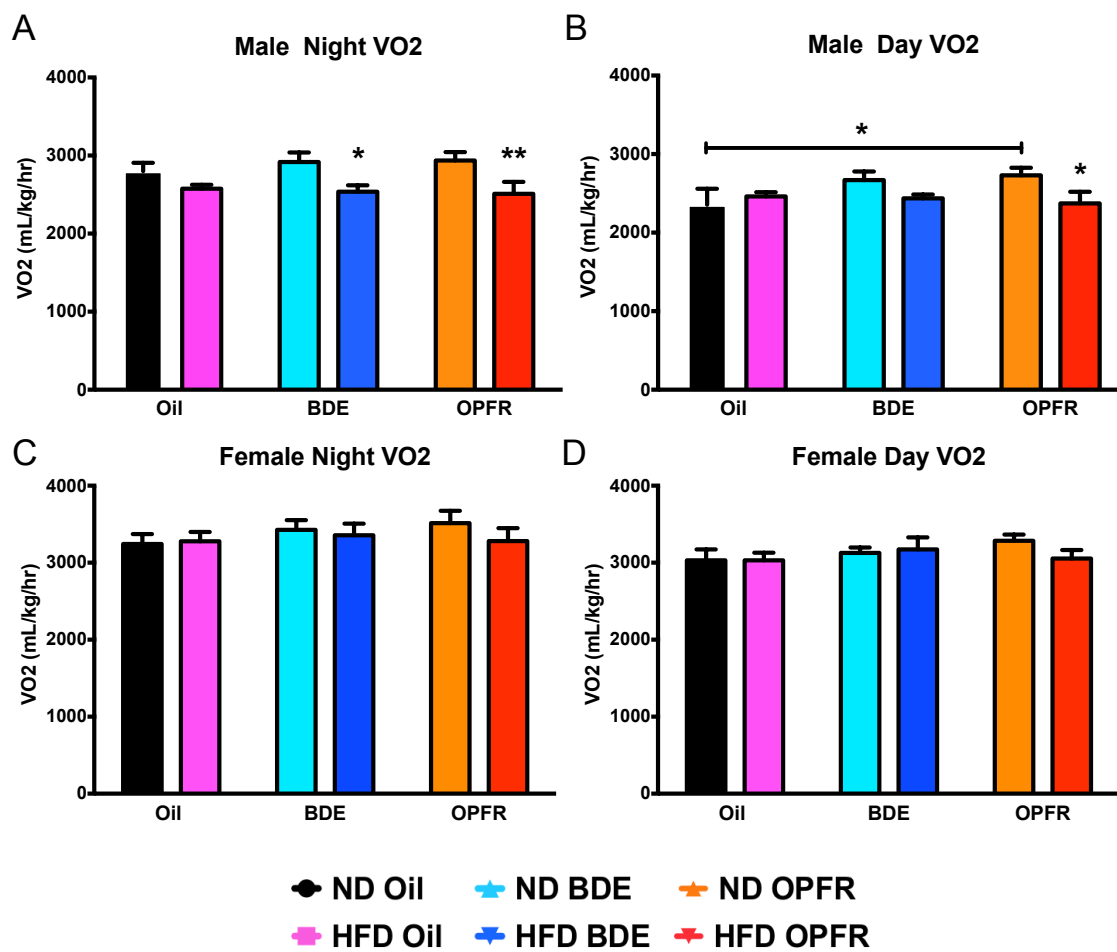 A
Male Night VO2
VO2 (mL/kg/hr)
4000
3000
2000
1000
0
*
**
Oil BDE OPFR
B
Male Day VO2
VO2 (mL/kg/hr)
4000
3000
2000
1000
0
*
*
Oil BDE OPFR
C
Female Night VO2
VO2 (mL/kg/hr)
4000
3000
2000
1000
0
Oil BDE OPFR
D
Female Day VO2
VO2 (mL/kg/hr)
4000
3000
2000
1000
0
Oil BDE OPFR
ND Oil ND BDE ND OPFR
HFD Oil HFD BDE HFD OPFR